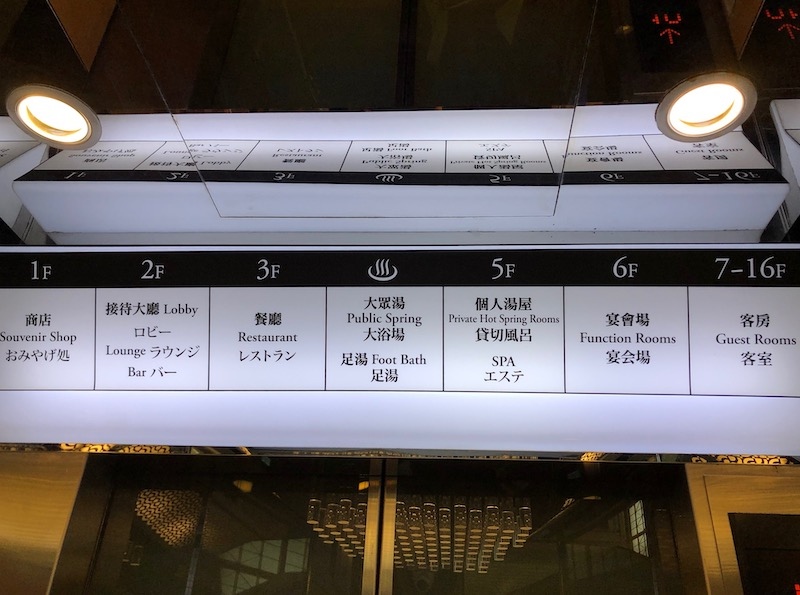 1F
商店
Souvenir Shop
おみやげ処
2F
接待大廳 Lobby
ロビー
Lounge ラウンジ
Bar バー
3F
餐廳
Restaurant
レストラン
♨
大眾湯
Public Spring
大浴場
足湯 Foot Bath
足湯
5F
個人湯屋
Private Hot Spring Rooms
貸切風呂
SPA
エステ
6F
宴會場
Function Rooms
宴会場
7-16F
客房
Guest Rooms
客室